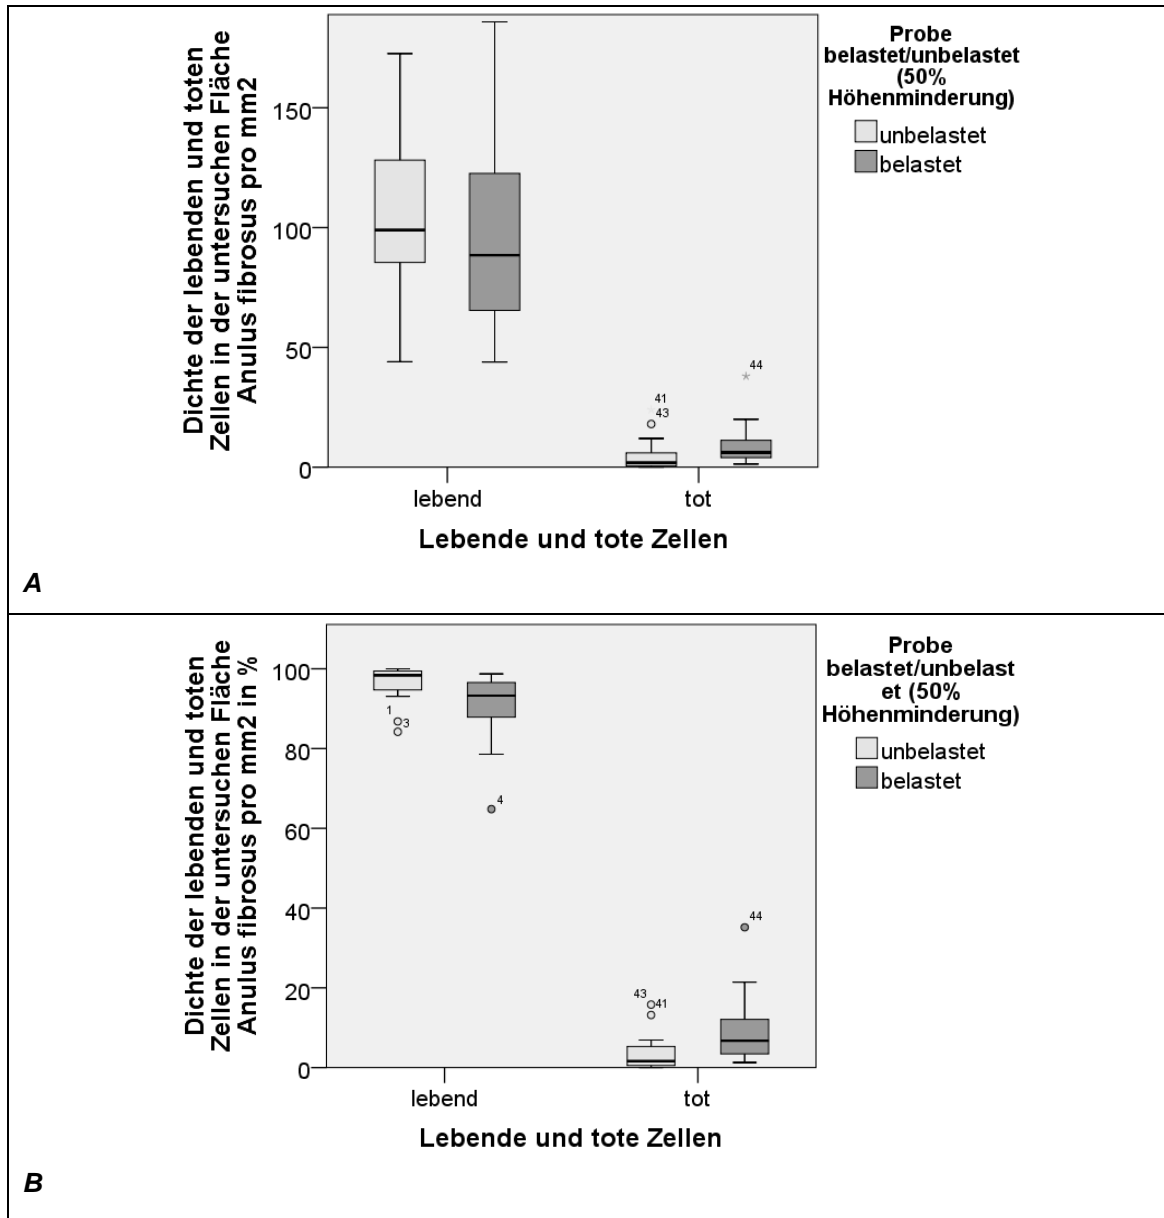 Dichte der lebenden und toten
Zellen in der untersuchen Fläche
Anulus fibrosus pro mm2
150
100
50
0
41
43
44
lebend
tot
Lebende und tote Zellen
Probe
belastet/unbelastet
(50%
Höhenminderung)
unbelastet
belastet
A
Dichte der lebenden und toten
Zellen in der untersuchen Fläche
Anulus fibrosus pro mm2 in %
100
80
60
40
20
0
1
3
4
43
41
44
lebend
tot
Lebende und tote Zellen
Probe
belastet/unbelast
et (50%
Höhenminderung)
unbelastet
belastet
B